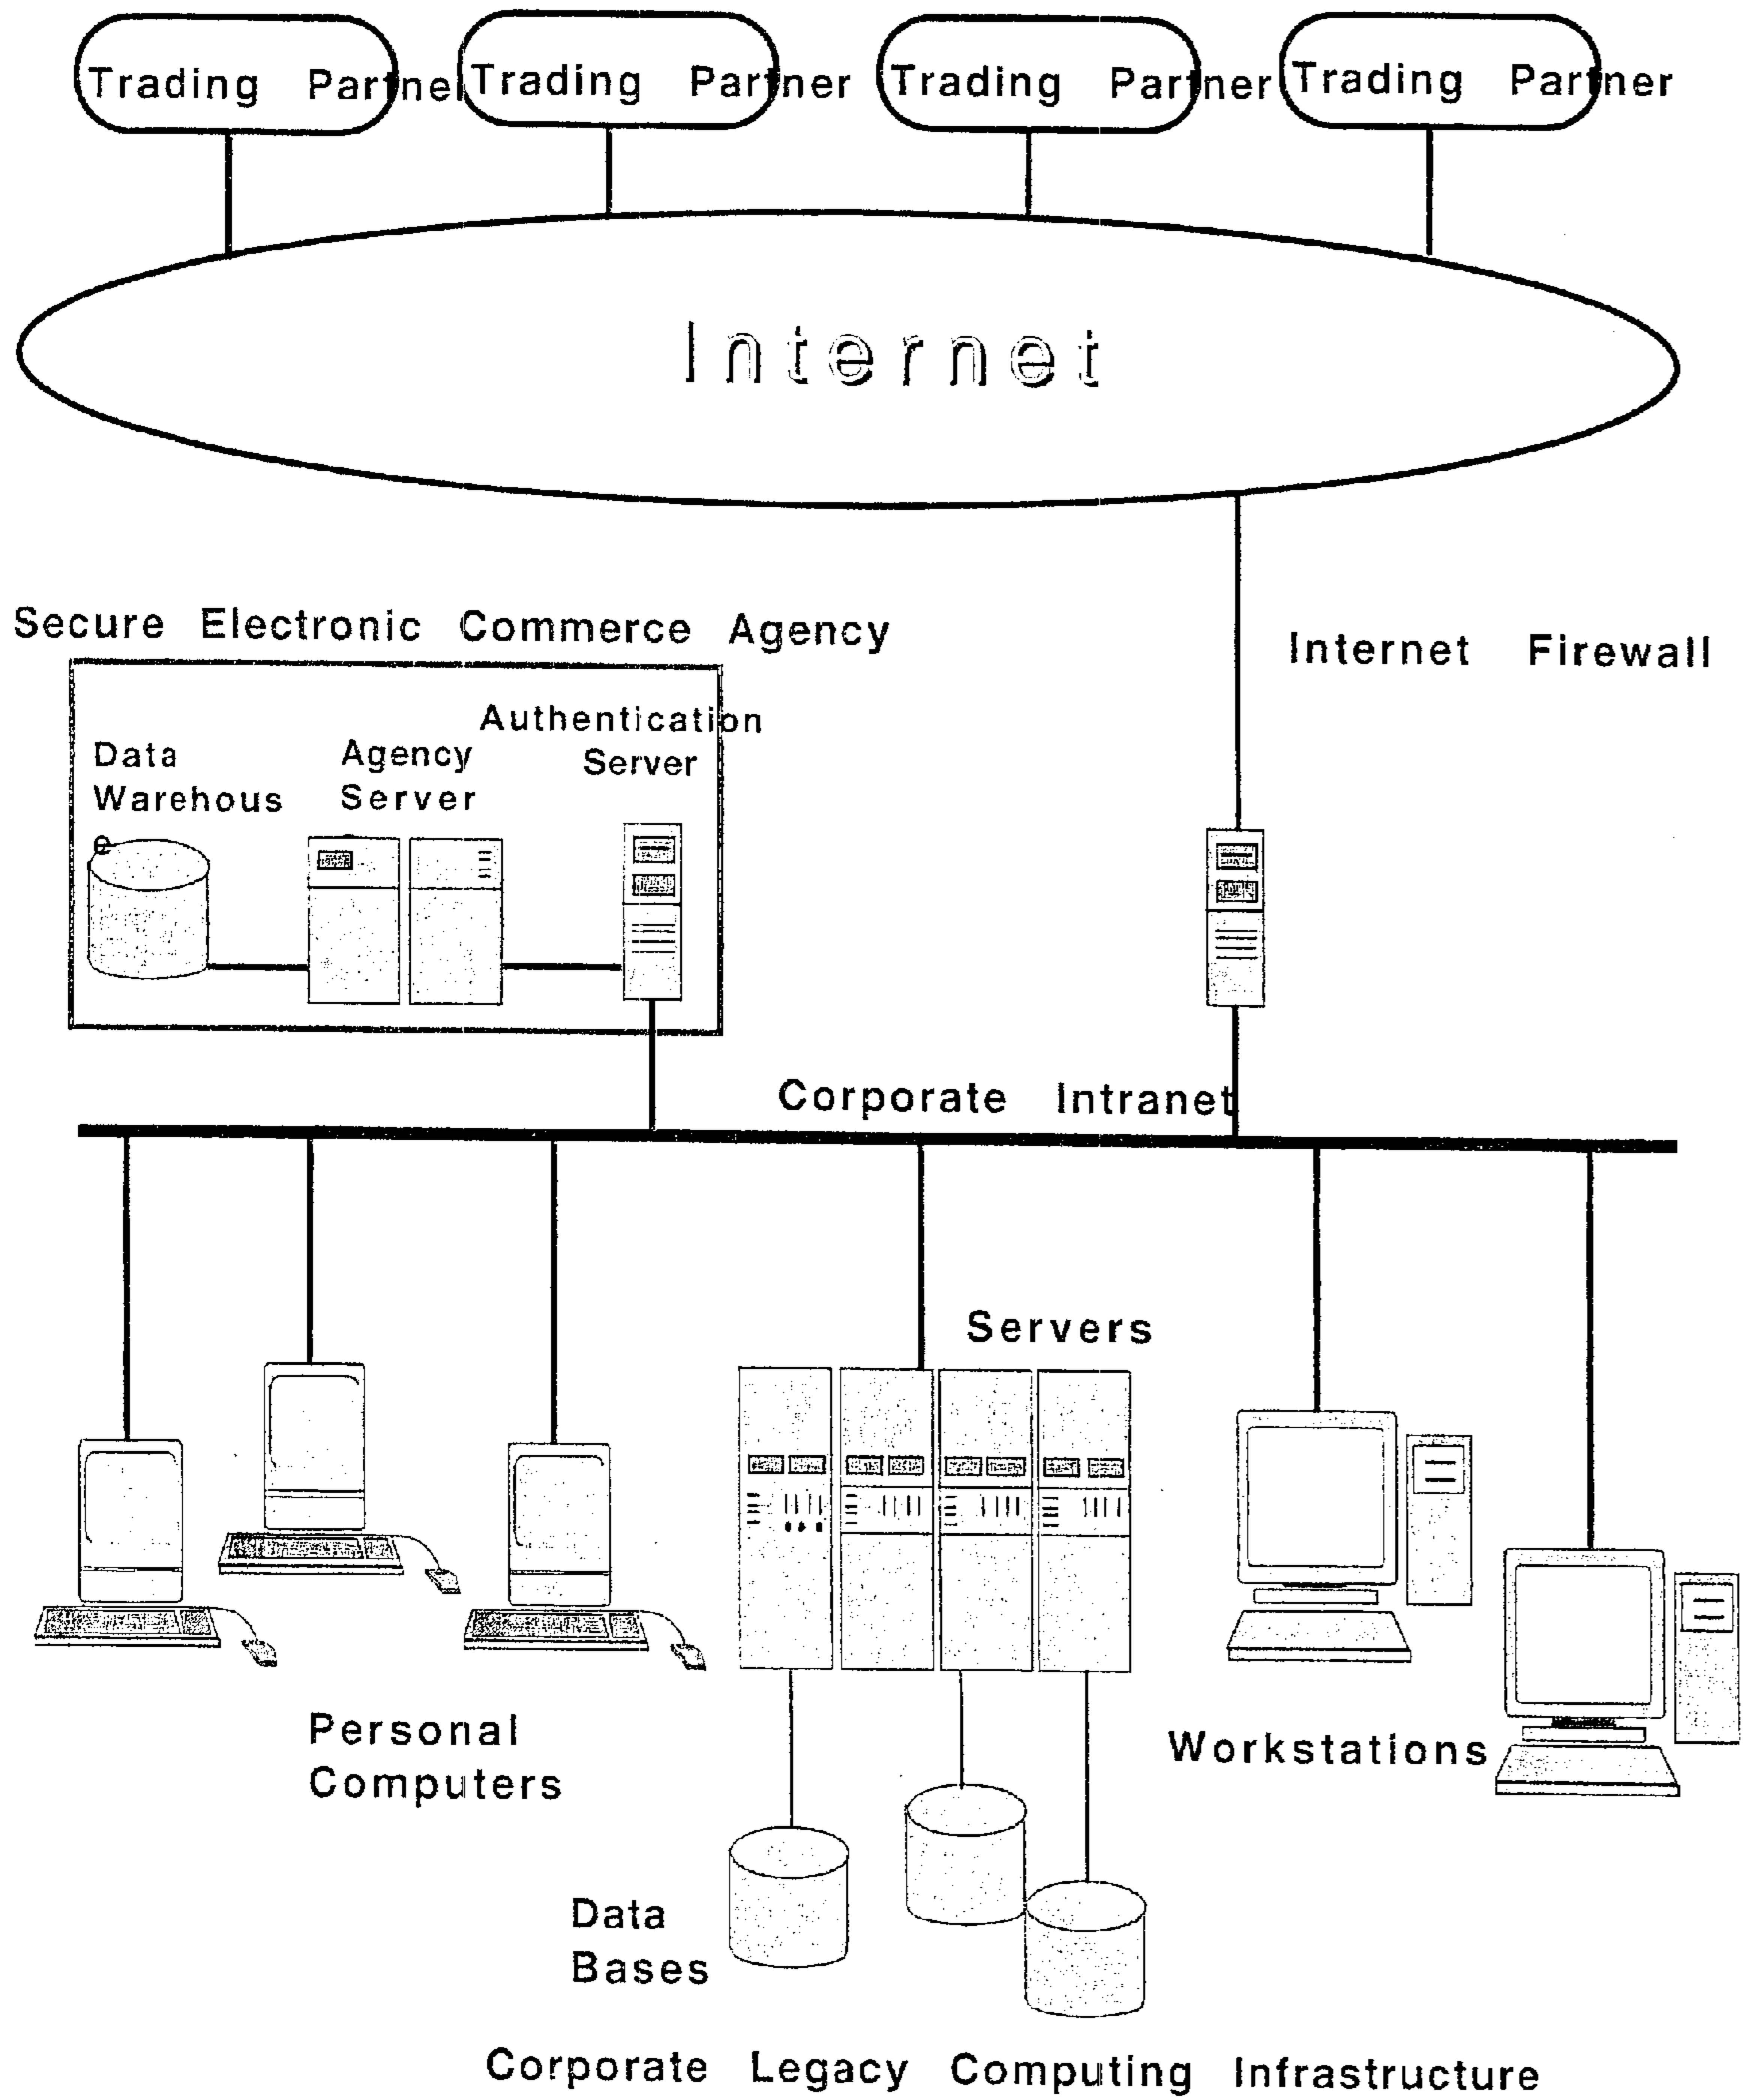 Trading Partner
Trading Partner
Trading Partner
Trading Partner
Internet
Secure Electronic Commerce Agency
Internet Firewall
Authentication
Server
Data
Warehous
e
Agency
Server
Corporate Intranet
Servers
Personal
Computers
Workstations
Data
Bases
Corporate Legacy Computing Infrastructure